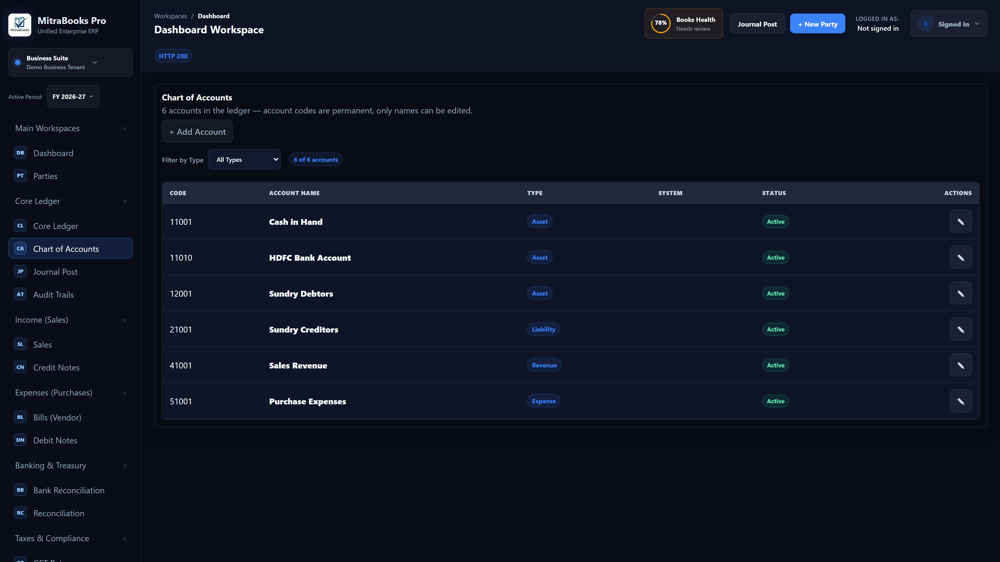 MitraBooks
MitraBooks Pro
Unified Enterprise ERP
Business Suite
Demo Business Tenant
Active Period:
FY 2026-27
Main Workspaces v
DB Dashboard
PT Parties
Core Ledger v
CL Core Ledger
CA Chart of Accounts
JP Journal Post
AT Audit Trails
Income (Sales) v
SL Sales
CN Credit Notes
Expenses (Purchases) v
BL Bills (Vendor)
DN Debit Notes
Banking & Treasury v
BR Bank Reconciliation
RC Reconciliation
Taxes & Compliance v
Workspaces / Dashboard
Dashboard Workspace
HTTP 200
78%
Books Health
Needs review
Journal Post
+ New Party
LOGGED IN AS:
Not signed in
S Signed in
Chart of Accounts
6 accounts in the ledger — account codes are permanent, only names can be edited.
+ Add Account
Filter by Type All Types 6 of 6 accounts
CODE ACCOUNT NAME TYPE SYSTEM STATUS ACTIONS
11001 Cash in Hand Asset Active
11010 HDFC Bank Account Asset Active
12001 Sundry Debtors Asset Active
21001 Sundry Creditors Liability Active
41001 Sales Revenue Revenue Active
51001 Purchase Expenses Expense Active